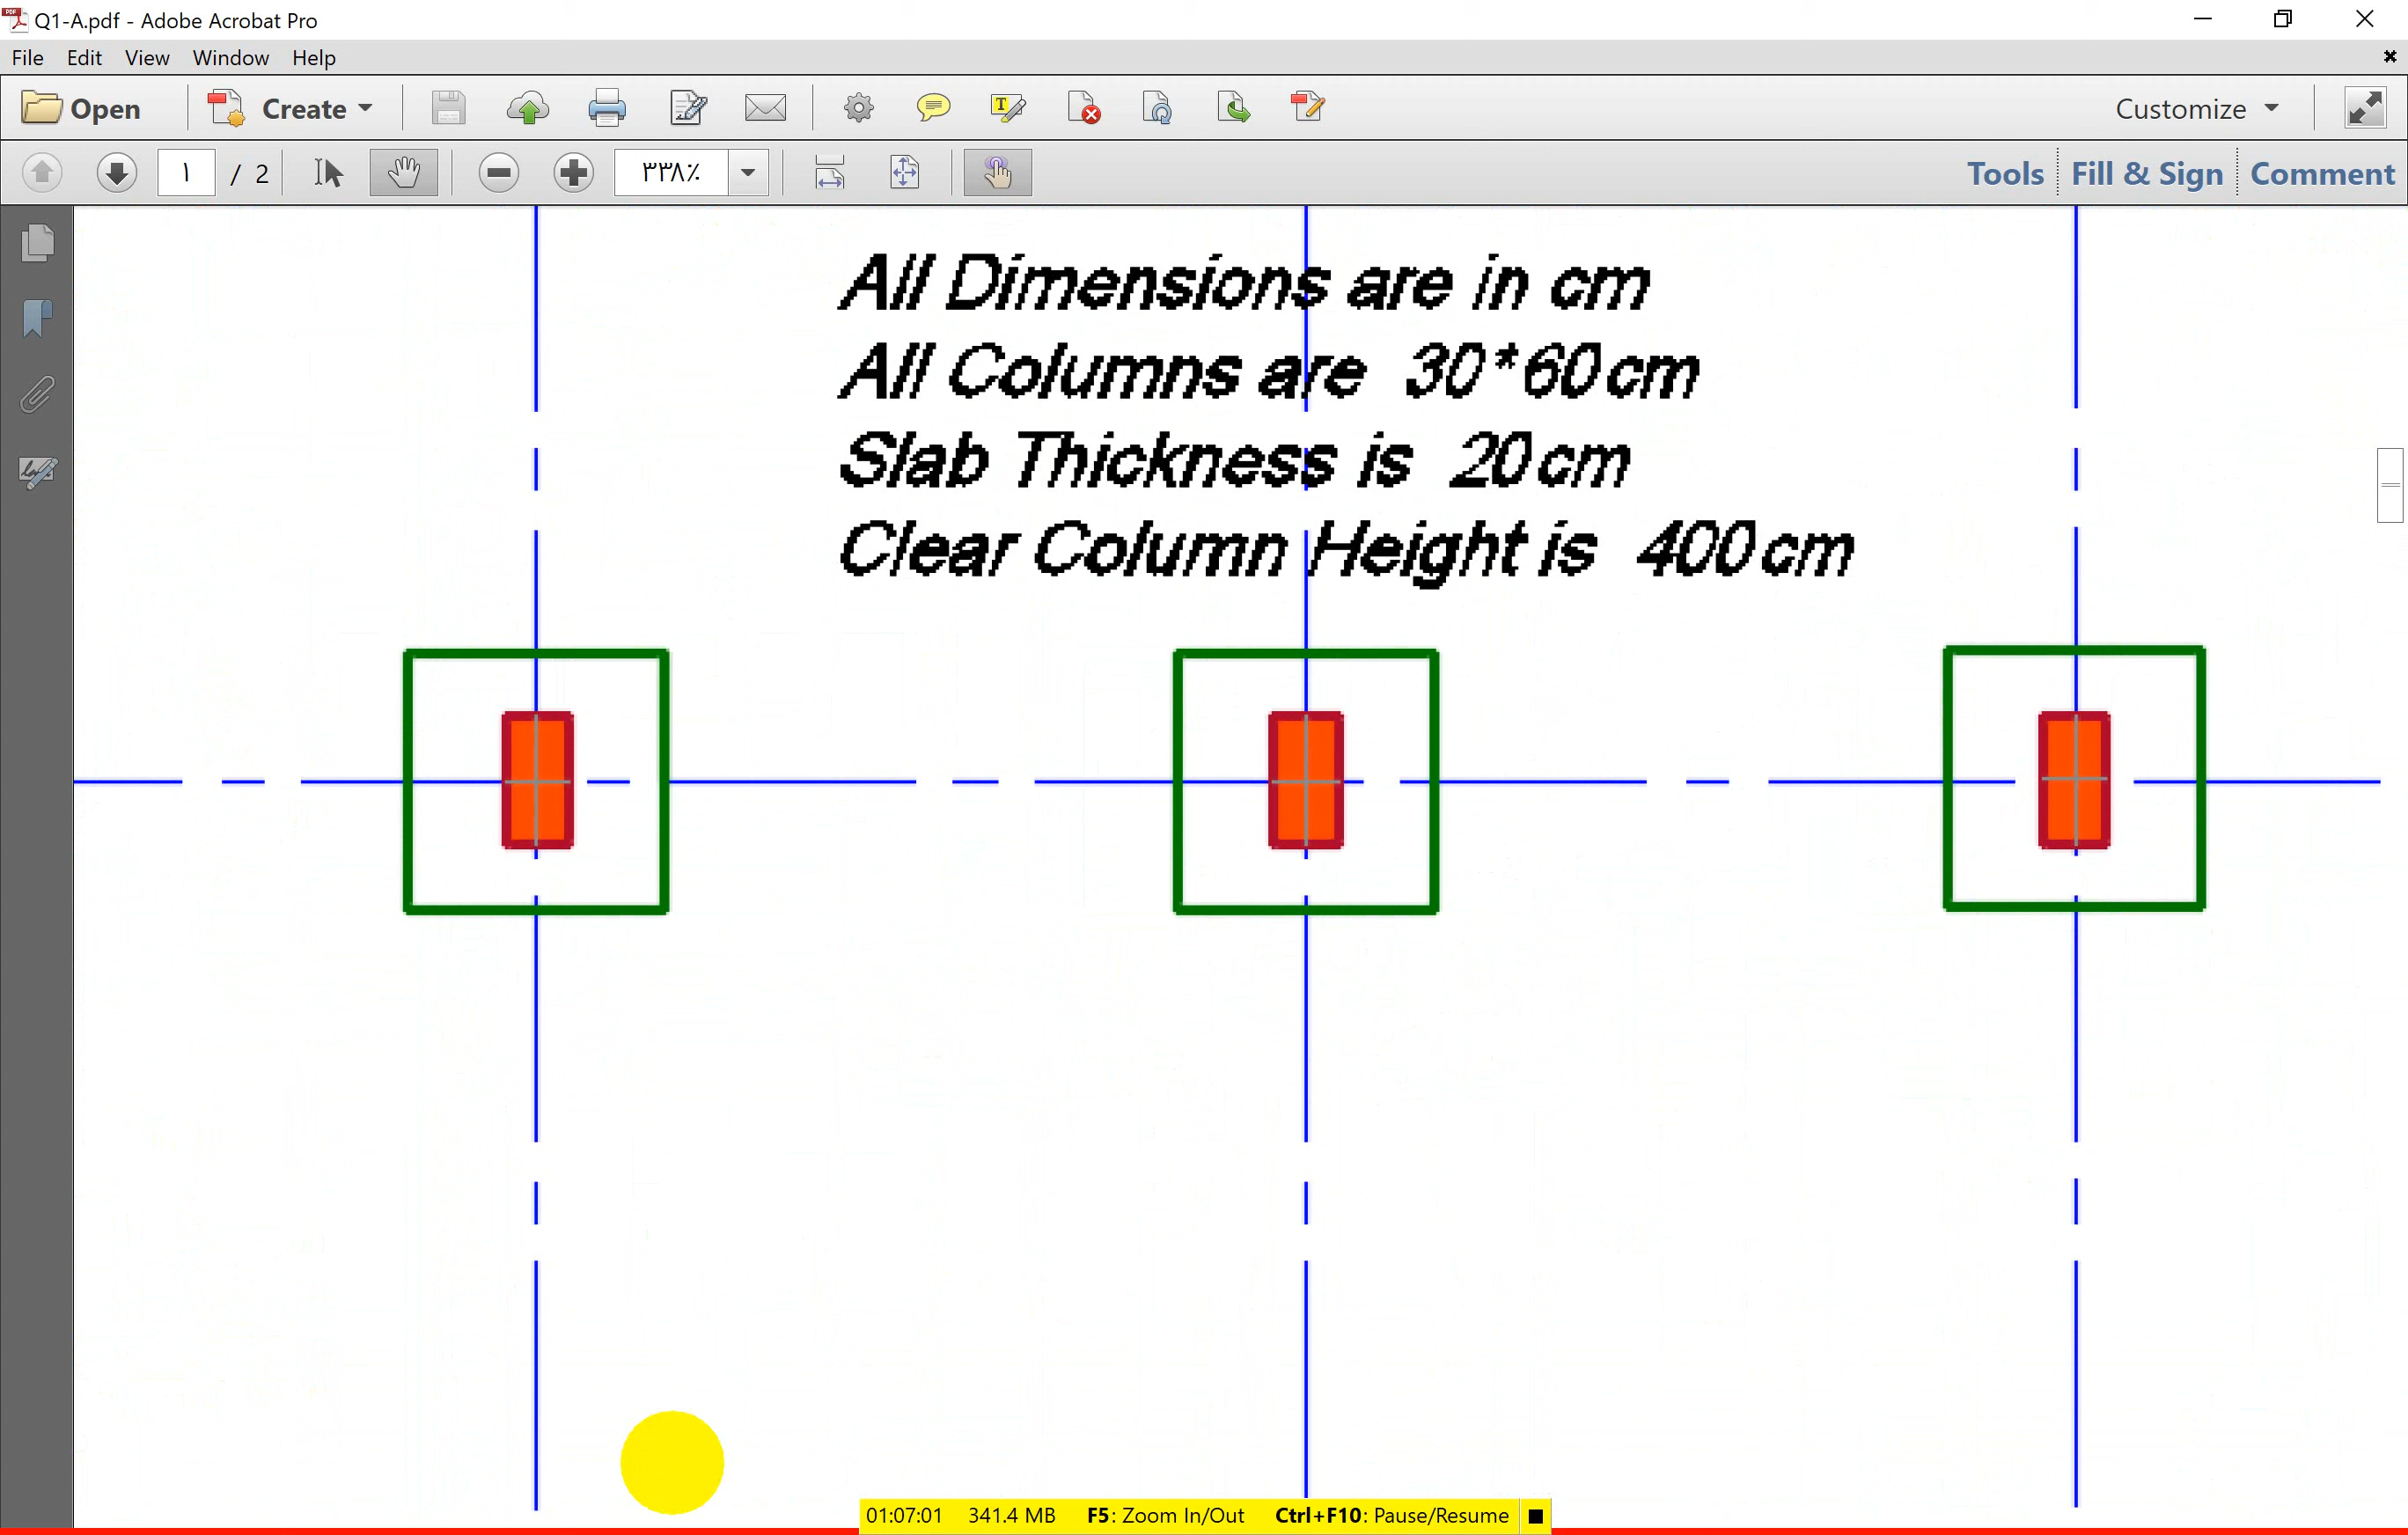 Q1-A.pdf - Adobe Acrobat Pro
File Edit View Window Help
Open Create Customize
١ / 2 ٣٣٨٪ Tools Fill & Sign Comment
All Dimensions are in cm
All Columns are 30*60cm
Slab Thickness is 20cm
Clear Column Height is 400cm
01:07:01 341.4 MB F5: Zoom In/Out Ctrl+F10: Pause/Resume